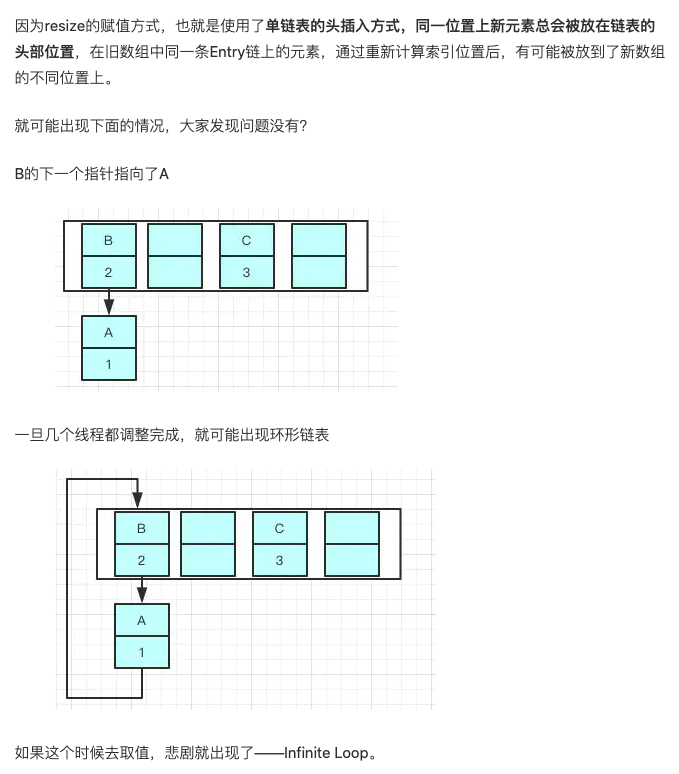 因为resize的赋值方式，也就是使用了单链表的头插入方式，同一位置上新元素总会被放在链表的
头部位置，在旧数组中同一条Entry链上的元素，通过重新计算索引位置后，有可能被放到了新数组
的不同位置上。
就可能出现下面的情况，大家发现问题没有？
B的下一个指针指向了A
B
C
2
3
A
1
一旦几个线程都调整完成，就可能出现环形链表
B
C
2
3
A
1
如果这个时候去取值，悲剧就出现了——Infinite Loop。